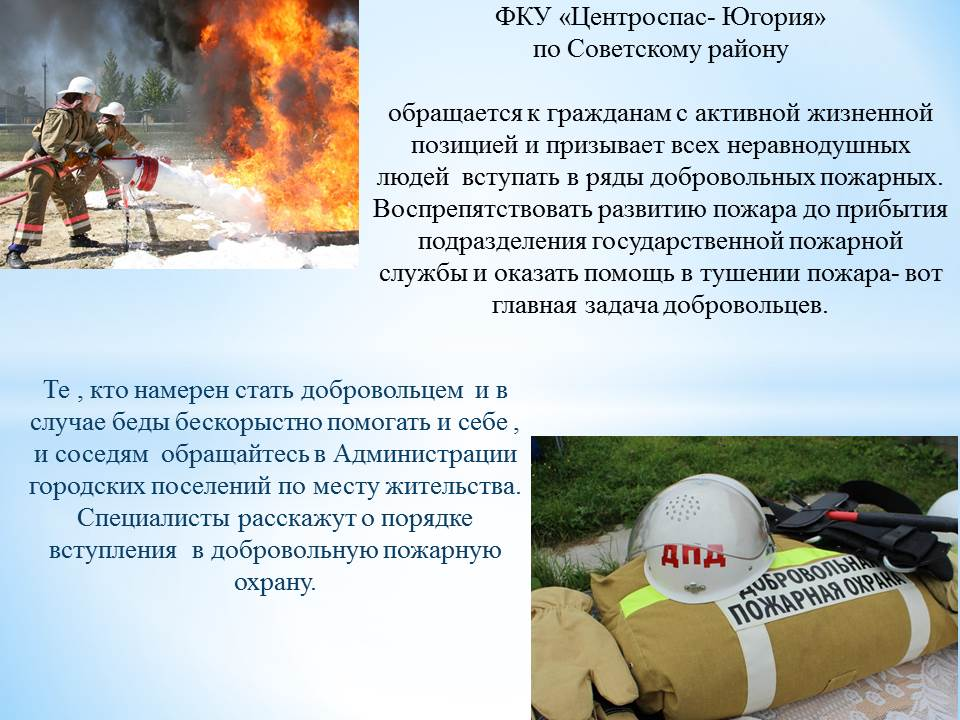 ФКУ «Центроспас- Югория»
по Советскому району
обращается к гражданам с активной жизненной
позицией и призывает всех неравнодушных
людей вступать в ряды добровольных пожарных.
Воспрепятствовать развитию пожара до прибытия
подразделения государственной пожарной
службы и оказать помощь в тушении пожара- вот
главная задача добровольцев.
Те , кто намерен стать добровольцем и в
случае беды бескорыстно помогать и себе ,
и соседям обращайтесь в Администрации
городских поселений по месту жительства.
Специалисты расскажут о порядке
вступления в добровольную пожарную
охрану.
ДПД
ДОБРОВОЛЬНАЯ
ПОЖАРНАЯ ОХРАНА